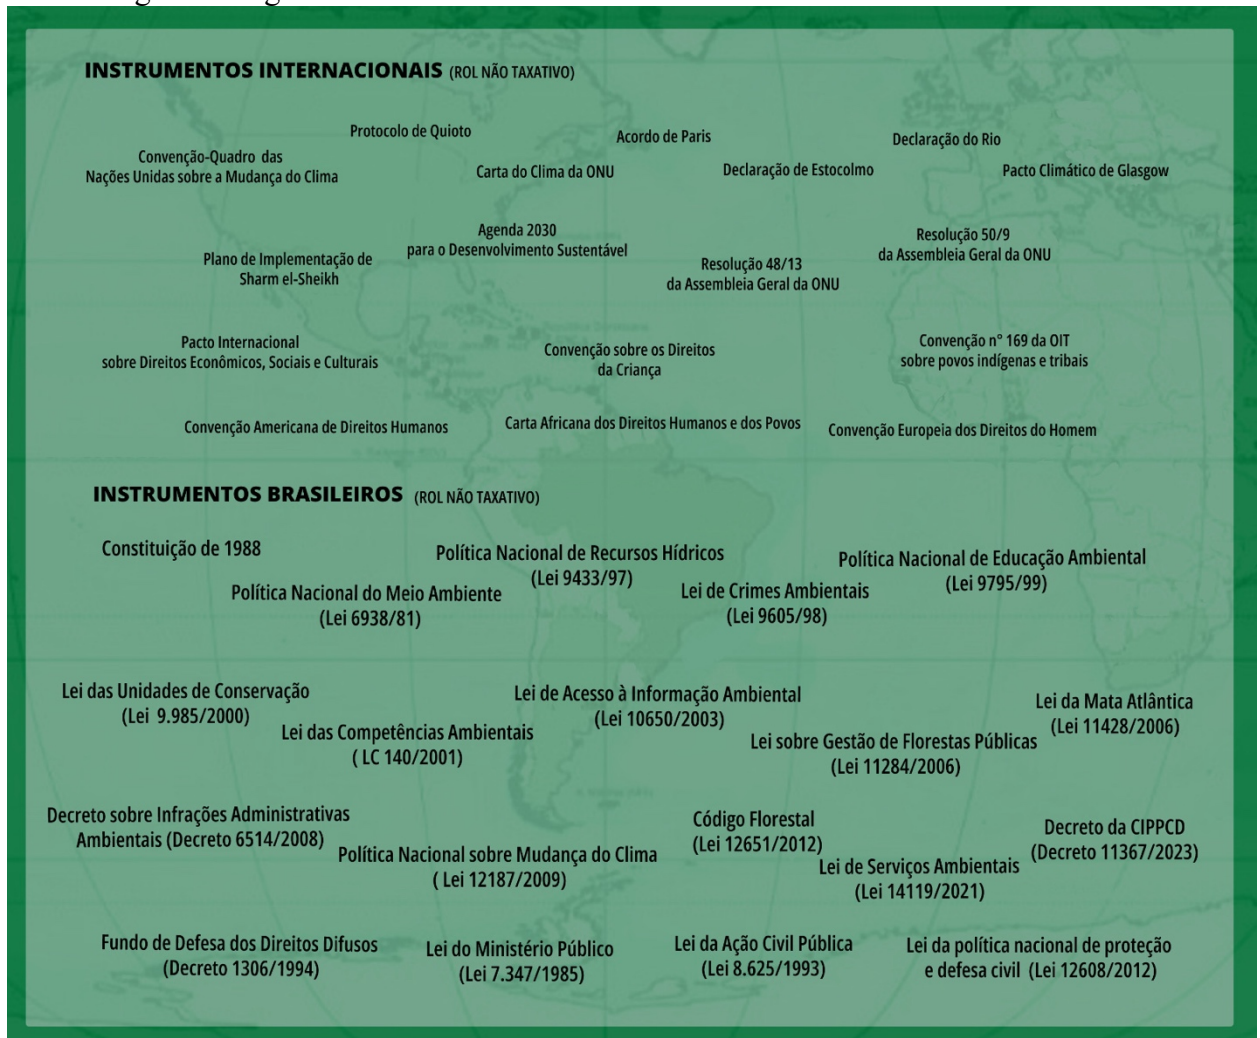 INSTRUMENTOS INTERNACIONAIS (ROL NÃO TAXATIVO)
Protocolo de Quioto
Acordo de Paris
Declaração do Rio
Convenção-Quadro das
Nações Unidas sobre a Mudança do Clima
Carta do Clima da ONU
Declaração de Estocolmo
Pacto Climático de Glasgow
Agenda 2030
para o Desenvolvimento Sustentável
Resolução 50/9
da Assembleia Geral da ONU
Plano de Implementação de
Sharm el-Sheikh
Resolução 48/13
da Assembleia Geral da ONU
Pacto Internacional
sobre Direitos Econômicos, Sociais e Culturais
Convenção sobre os Direitos
da Criança
Convenção n° 169 da OIT
sobre povos indígenas e tribais
Convenção Americana de Direitos Humanos
Carta Africana dos Direitos Humanos e dos Povos
Convenção Europeia dos Direitos do Homem
INSTRUMENTOS BRASILEIROS (ROL NÃO TAXATIVO)
Constituição de 1988
Política Nacional de Recursos Hídricos
(Lei 9433/97)
Política Nacional de Educação Ambiental
(Lei 9795/99)
Política Nacional do Meio Ambiente
(Lei 6938/81)
Lei de Crimes Ambientais
(Lei 9605/98)
Lei das Unidades de Conservação
(Lei 9.985/2000)
Lei de Acesso à Informação Ambiental
(Lei 10650/2003)
Lei da Mata Atlântica
(Lei 11428/2006)
Lei das Competências Ambientais
( LC 140/2001)
Lei sobre Gestão de Florestas Públicas
(Lei 11284/2006)
Decreto sobre Infrações Administrativas
Ambientais (Decreto 6514/2008)
Código Florestal
(Lei 12651/2012)
Decreto da CIPPCD
(Decreto 11367/2023)
Política Nacional sobre Mudança do Clima
( Lei 12187/2009)
Lei de Serviços Ambientais
(Lei 14119/2021)
Fundo de Defesa dos Direitos Difusos
(Decreto 1306/1994)
Lei do Ministério Público
(Lei 7.347/1985)
Lei da Ação Civil Pública
(Lei 8.625/1993)
Lei da política nacional de proteção
e defesa civil (Lei 12608/2012)